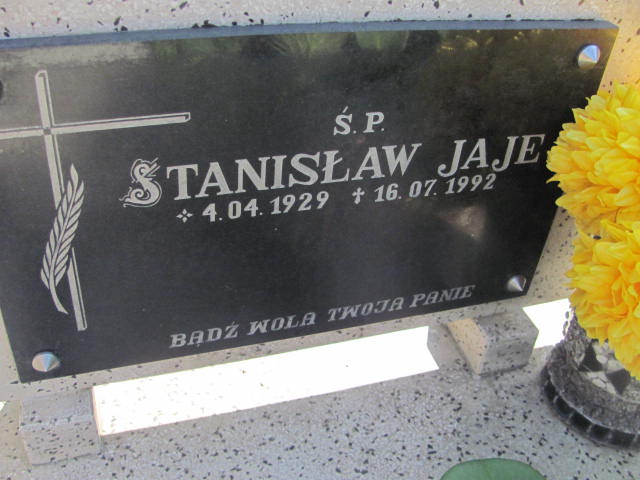 Ś. P.
STANISŁAW JAJE
4.04.1929 ✝ 16.07.1992
BĄDŹ WOLA TWOJA PANIE